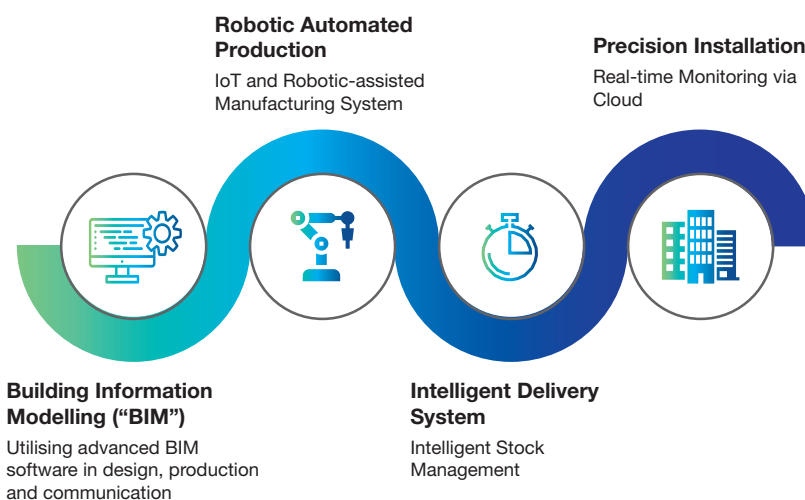 Robotic Automated
Production
IoT and Robotic-assisted
Manufacturing System
Precision Installation
Real-time Monitoring via
Cloud
Building Information
Modelling (“BIM”)
Utilising advanced BIM
software in design, production
and communication
Intelligent Delivery
System
Intelligent Stock
Management